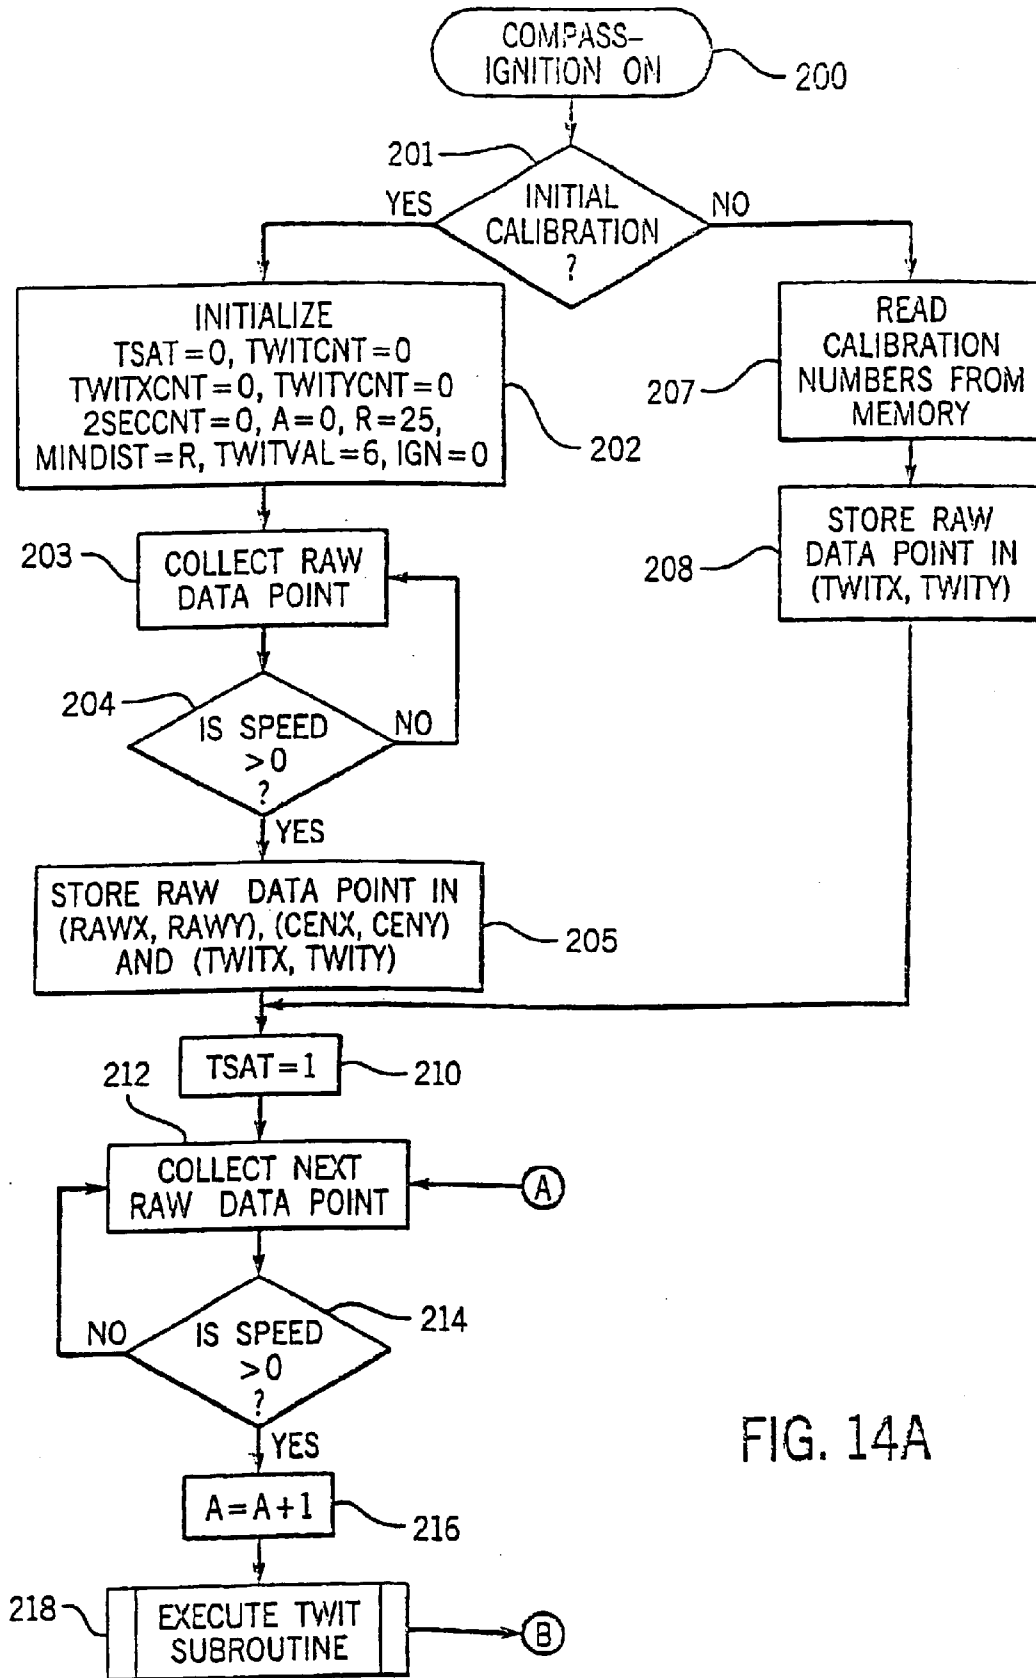 COMPASS-
IGNITION ON
200
201
INITIAL
CALIBRATION
?
YES
NO
INITIALIZE
TSAT=0, TWITCNT=0
TWITXCNT=0, TWITYCNT=0
2SECCNT=0, A=0, R=25,
MINDIST=R, TWITVAL=6, IGN=0
202
READ
CALIBRATION
NUMBERS FROM
MEMORY
207
203
COLLECT RAW
DATA POINT
STORE RAW
DATA POINT IN
(TWITX, TWITY)
208
204
IS SPEED
>0
?
NO
YES
STORE RAW DATA POINT IN
(RAWX, RAWY), (CENX, CENY)
AND (TWITX, TWITY)
205
TSAT=1
210
212
COLLECT NEXT
RAW DATA POINT
A
IS SPEED
>0
?
214
NO
YES
A=A+1
216
218
EXECUTE TWIT
SUBROUTINE
B
FIG. 14A